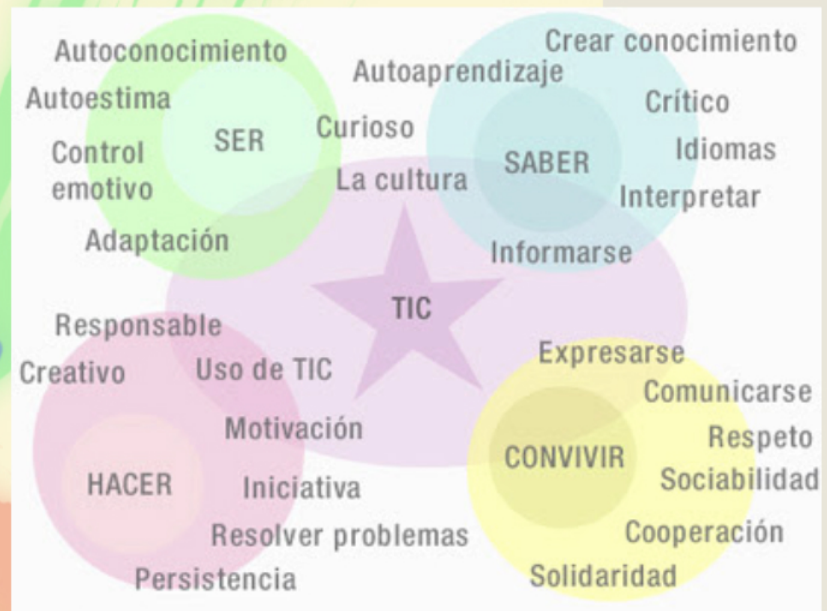 Autoconocimiento
Autoestima
SER
Control
emotivo
Adaptación
Curioso
La cultura
Autoaprendizaje
Crear conocimiento
Crítico
SABER
Idiomas
Interpretar
Informarse
TIC
Responsable
Creativo
Uso de TIC
Motivación
HACER
Iniciativa
Resolver problemas
Persistencia
Expresarse
Comunicarse
Respeto
CONVIVIR
Sociabilidad
Cooperación
Solidaridad